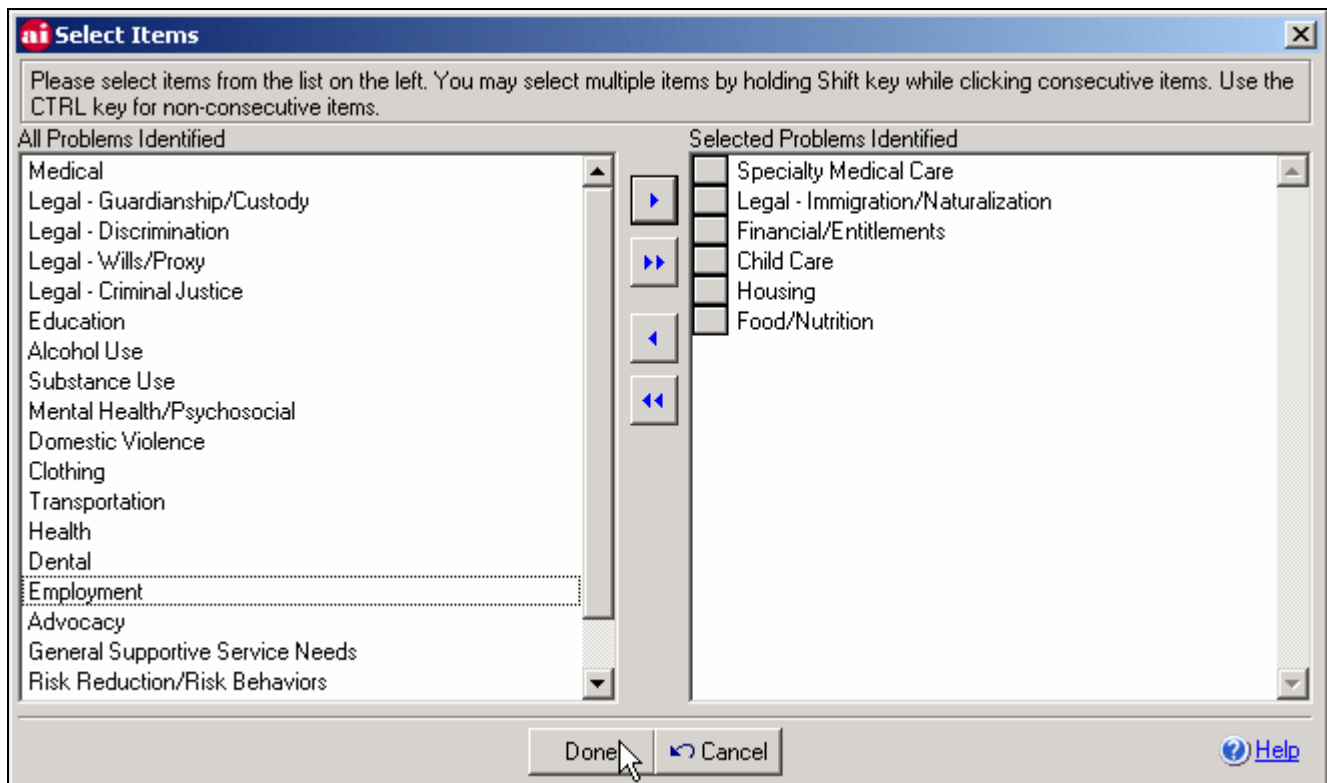 ai Select Items
Please select items from the list on the left. You may select multiple items by holding Shift key while clicking consecutive items. Use the
CTRL key for non-consecutive items.
All Problems Identified
Medical
Legal - Guardianship/Custody
Legal - Discrimination
Legal - Wills/Proxy
Legal - Criminal Justice
Education
Alcohol Use
Substance Use
Mental Health/Psychosocial
Domestic Violence
Clothing
Transportation
Health
Dental
Employment
Advocacy
General Supportive Service Needs
Risk Reduction/Risk Behaviors
Selected Problems Identified
Specialty Medical Care
Legal - Immigration/Naturalization
Financial/Entitlements
Child Care
Housing
Food/Nutrition
Done
Cancel
Help